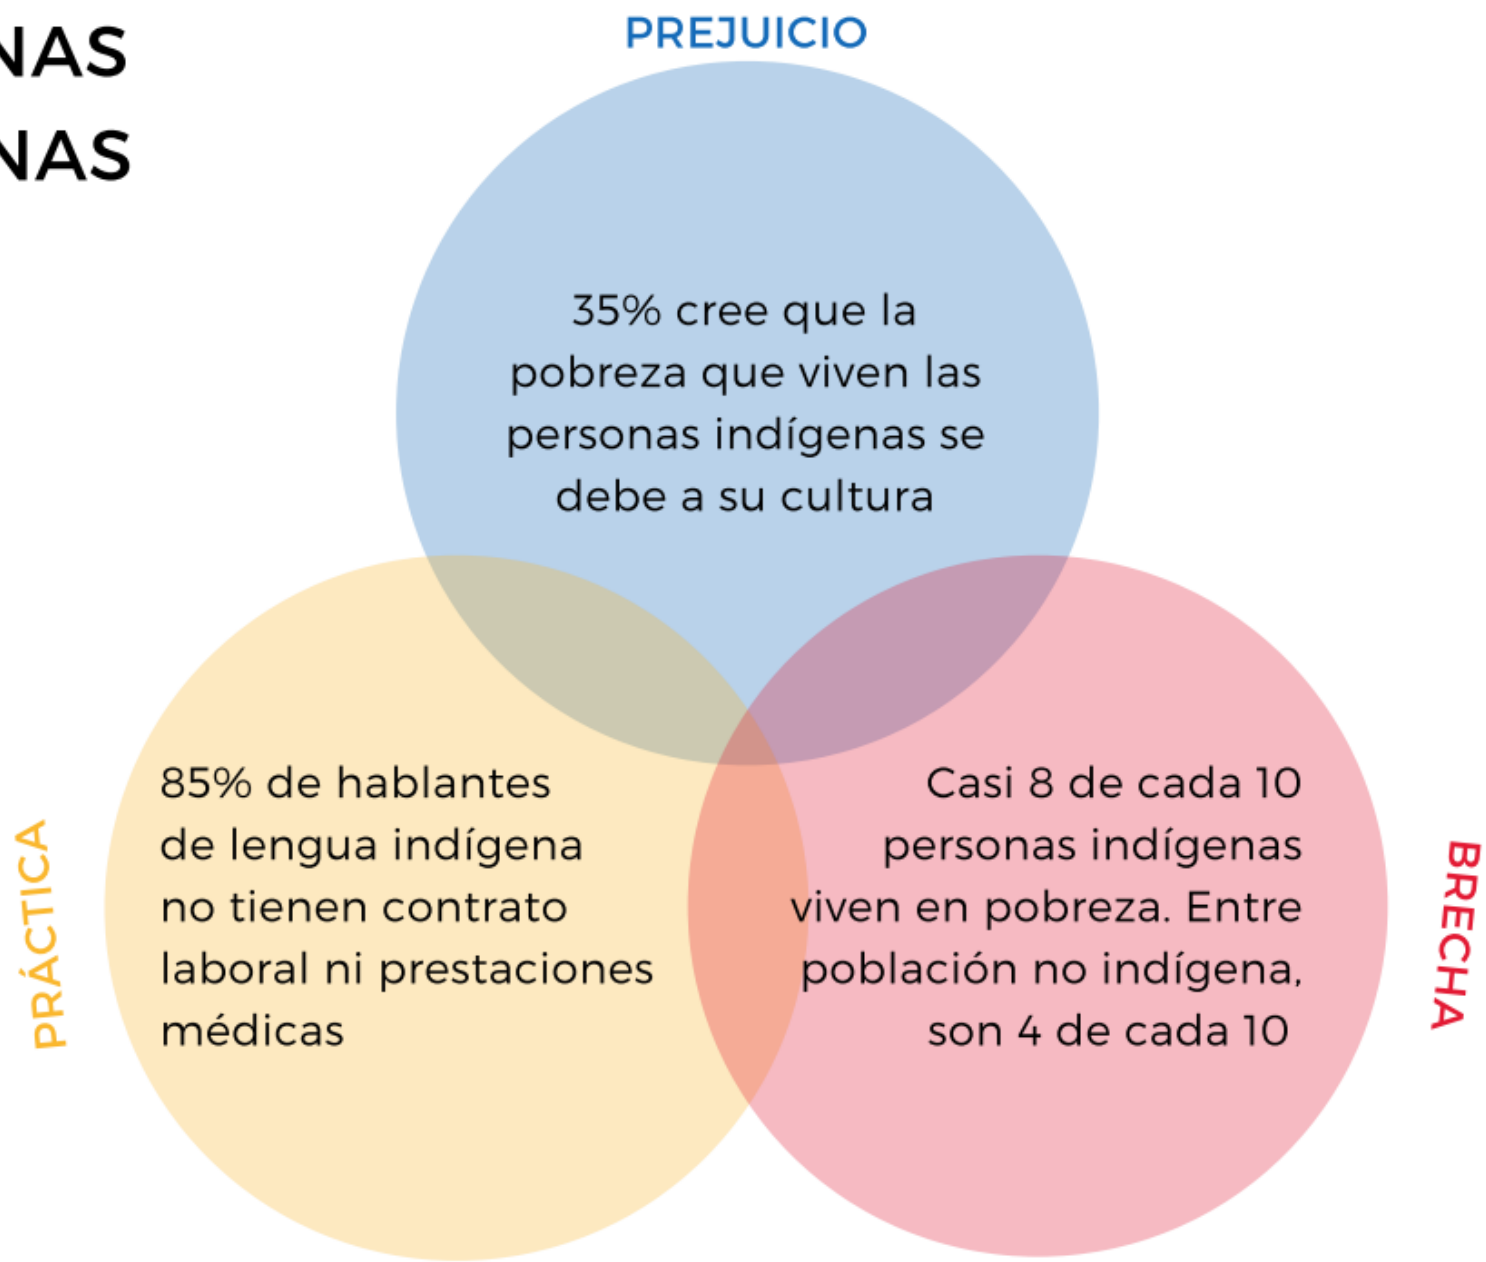 NAS
NAS
PREJUICIO
35% cree que la
pobreza que viven las
personas indígenas se
debe a su cultura
PRÁCTICA
85% de hablantes
de lengua indígena
no tienen contrato
laboral ni prestaciones
médicas
Casi 8 de cada 10
personas indígenas
viven en pobreza. Entre
población no indígena,
son 4 de cada 10
BRECHA